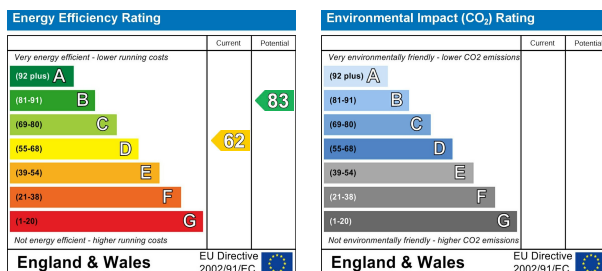 Energy Efficiency Rating
Current Potential
Very energy efficient - lower running costs
(92 plus) A
(81-91) B
83
(69-80) C
(55-68) D
62
(39-54) E
(21-38) F
(1-20) G
Not energy efficient - higher running costs
England & Wales
EU Directive
2002/91/EC
Environmental Impact (CO2) Rating
Current Potential
Very environmentally friendly - lower CO2 emissions
(92 plus) A
(81-91) B
(69-80) C
(55-68) D
(39-54) E
(21-38) F
(1-20) G
Not environmentally friendly - higher CO2 emissions
England & Wales
EU Directive
2002/91/EC